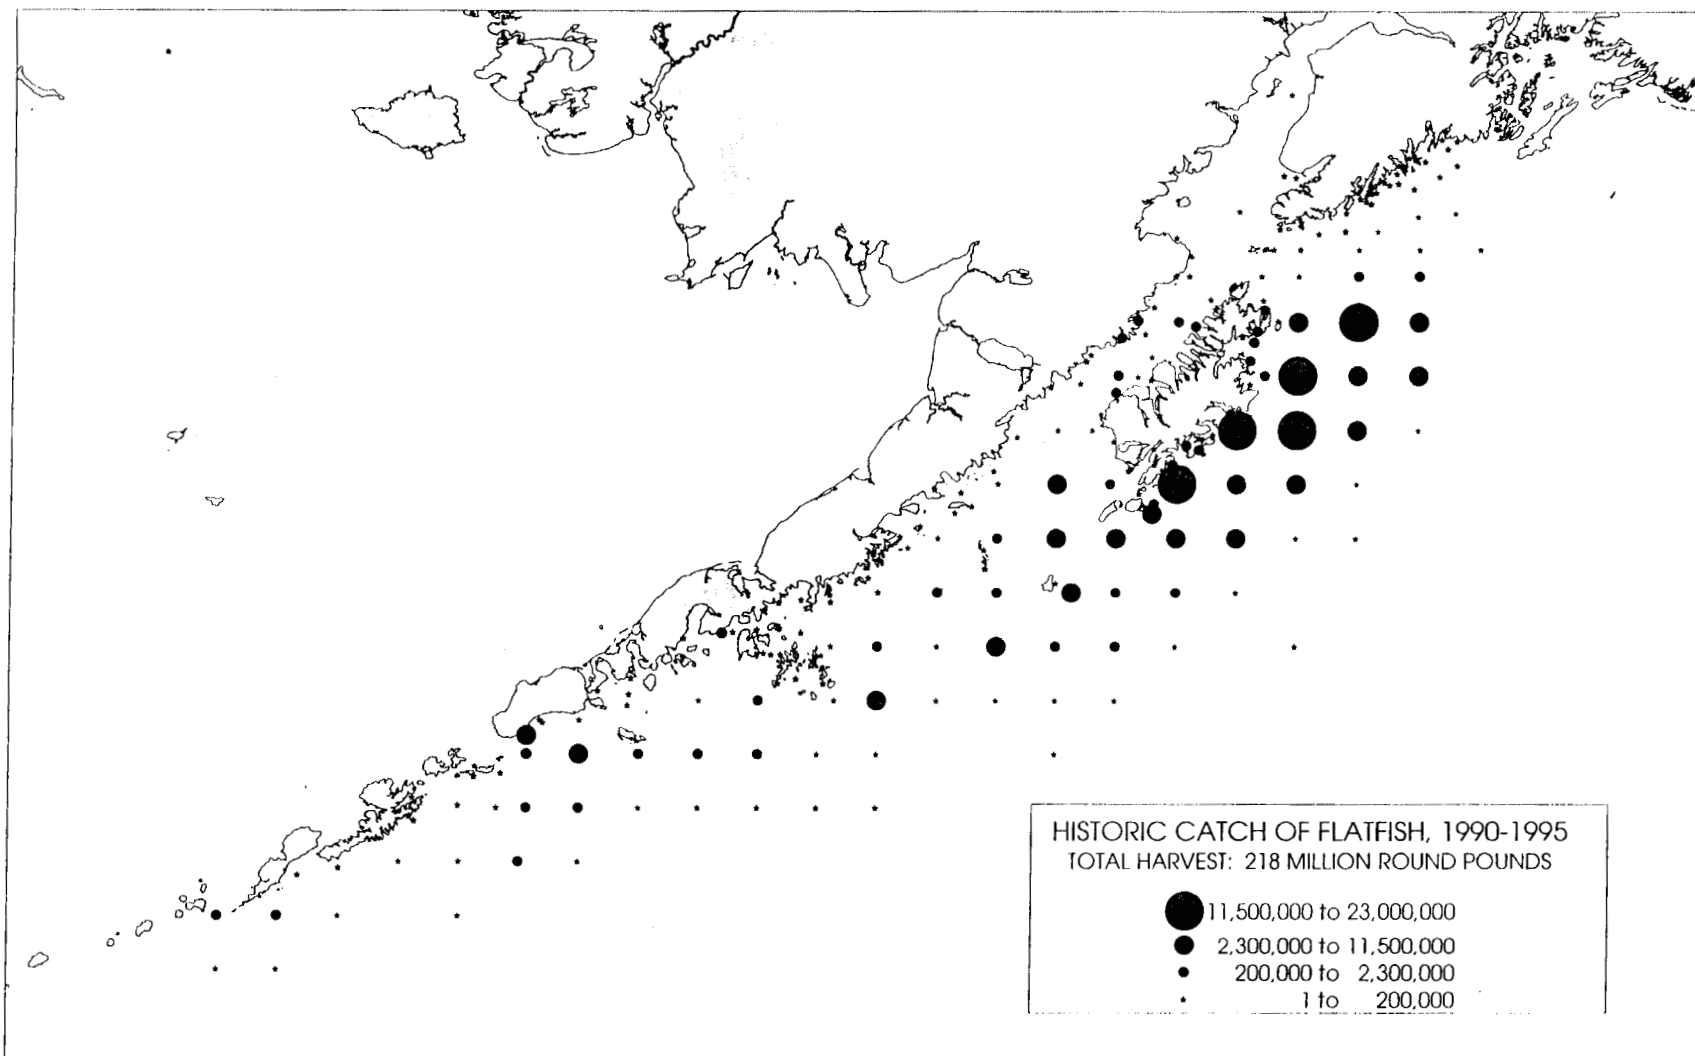 HISTORIC CATCH OF FLATFISH, 1990-1995
TOTAL HARVEST: 218 MILLION ROUND POUNDS
11,500,000 to 23,000,000
2,300,000 to 11,500,000
200,000 to 2,300,000
1 to 200,000